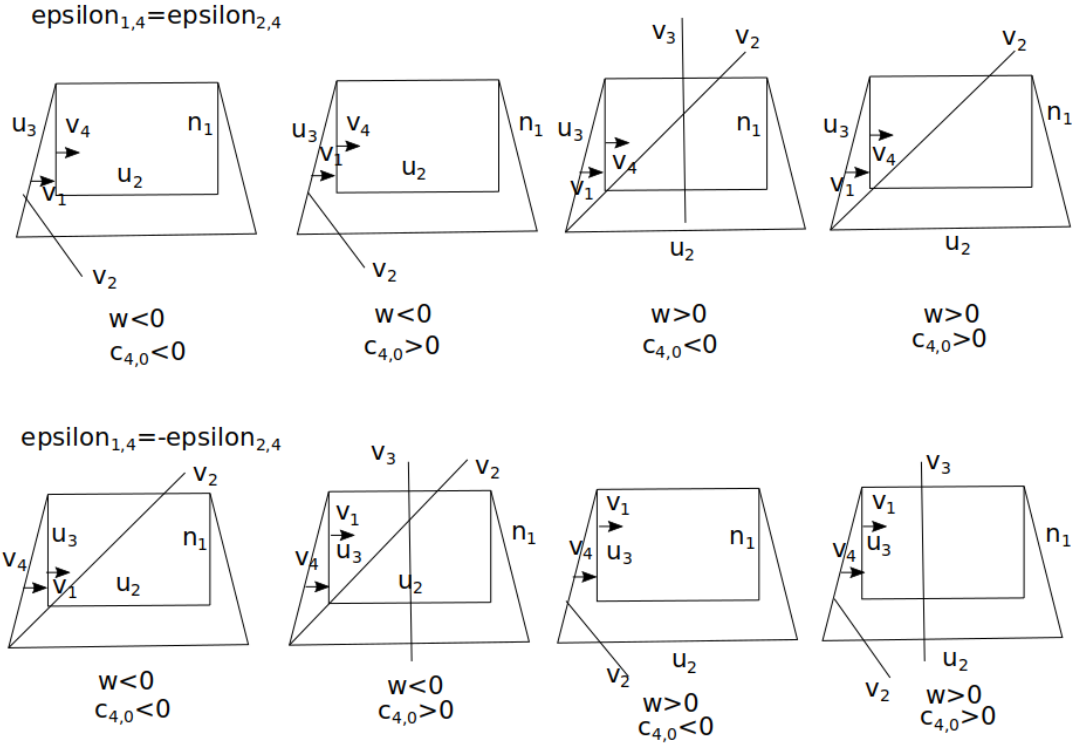 epsilon₁,₄=epsilon₂,₄
v₃
v₂
v₂
u₃
v₄
n₁
u₂
v₁
v₂
w<0
c₄,₀<0
u₃
v₄
n₁
v₁
u₂
v₂
w<0
c₄,₀>0
u₃
n₁
v₄
v₁
u₂
w>0
c₄,₀<0
u₃
n₁
v₄
v₁
u₂
w>0
c₄,₀>0
epsilon₁,₄=-epsilon₂,₄
v₂
u₃
n₁
v₄
v₁
u₂
w<0
c₄,₀<0
v₃
v₂
v₁
n₁
u₃
v₄
u₂
w<0
c₄,₀>0
v₁
n₁
v₄
u₃
u₂
v₂
w>0
c₄,₀<0
v₃
v₁
n₁
u₃
v₄
u₂
v₂
w>0
c₄,₀>0